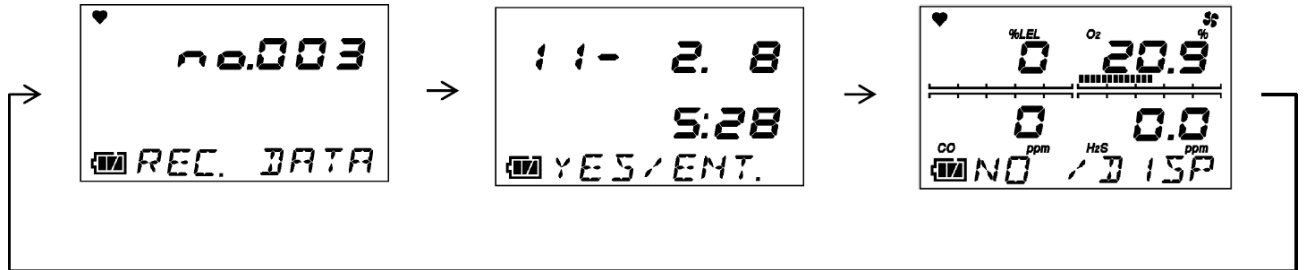 no.003
REC. DATA
11- 2. 8
5:28
YES/ENT.
%LEL O2 %
0 20.9
0 0.0
CO ppm H2S ppm
NO /DISP